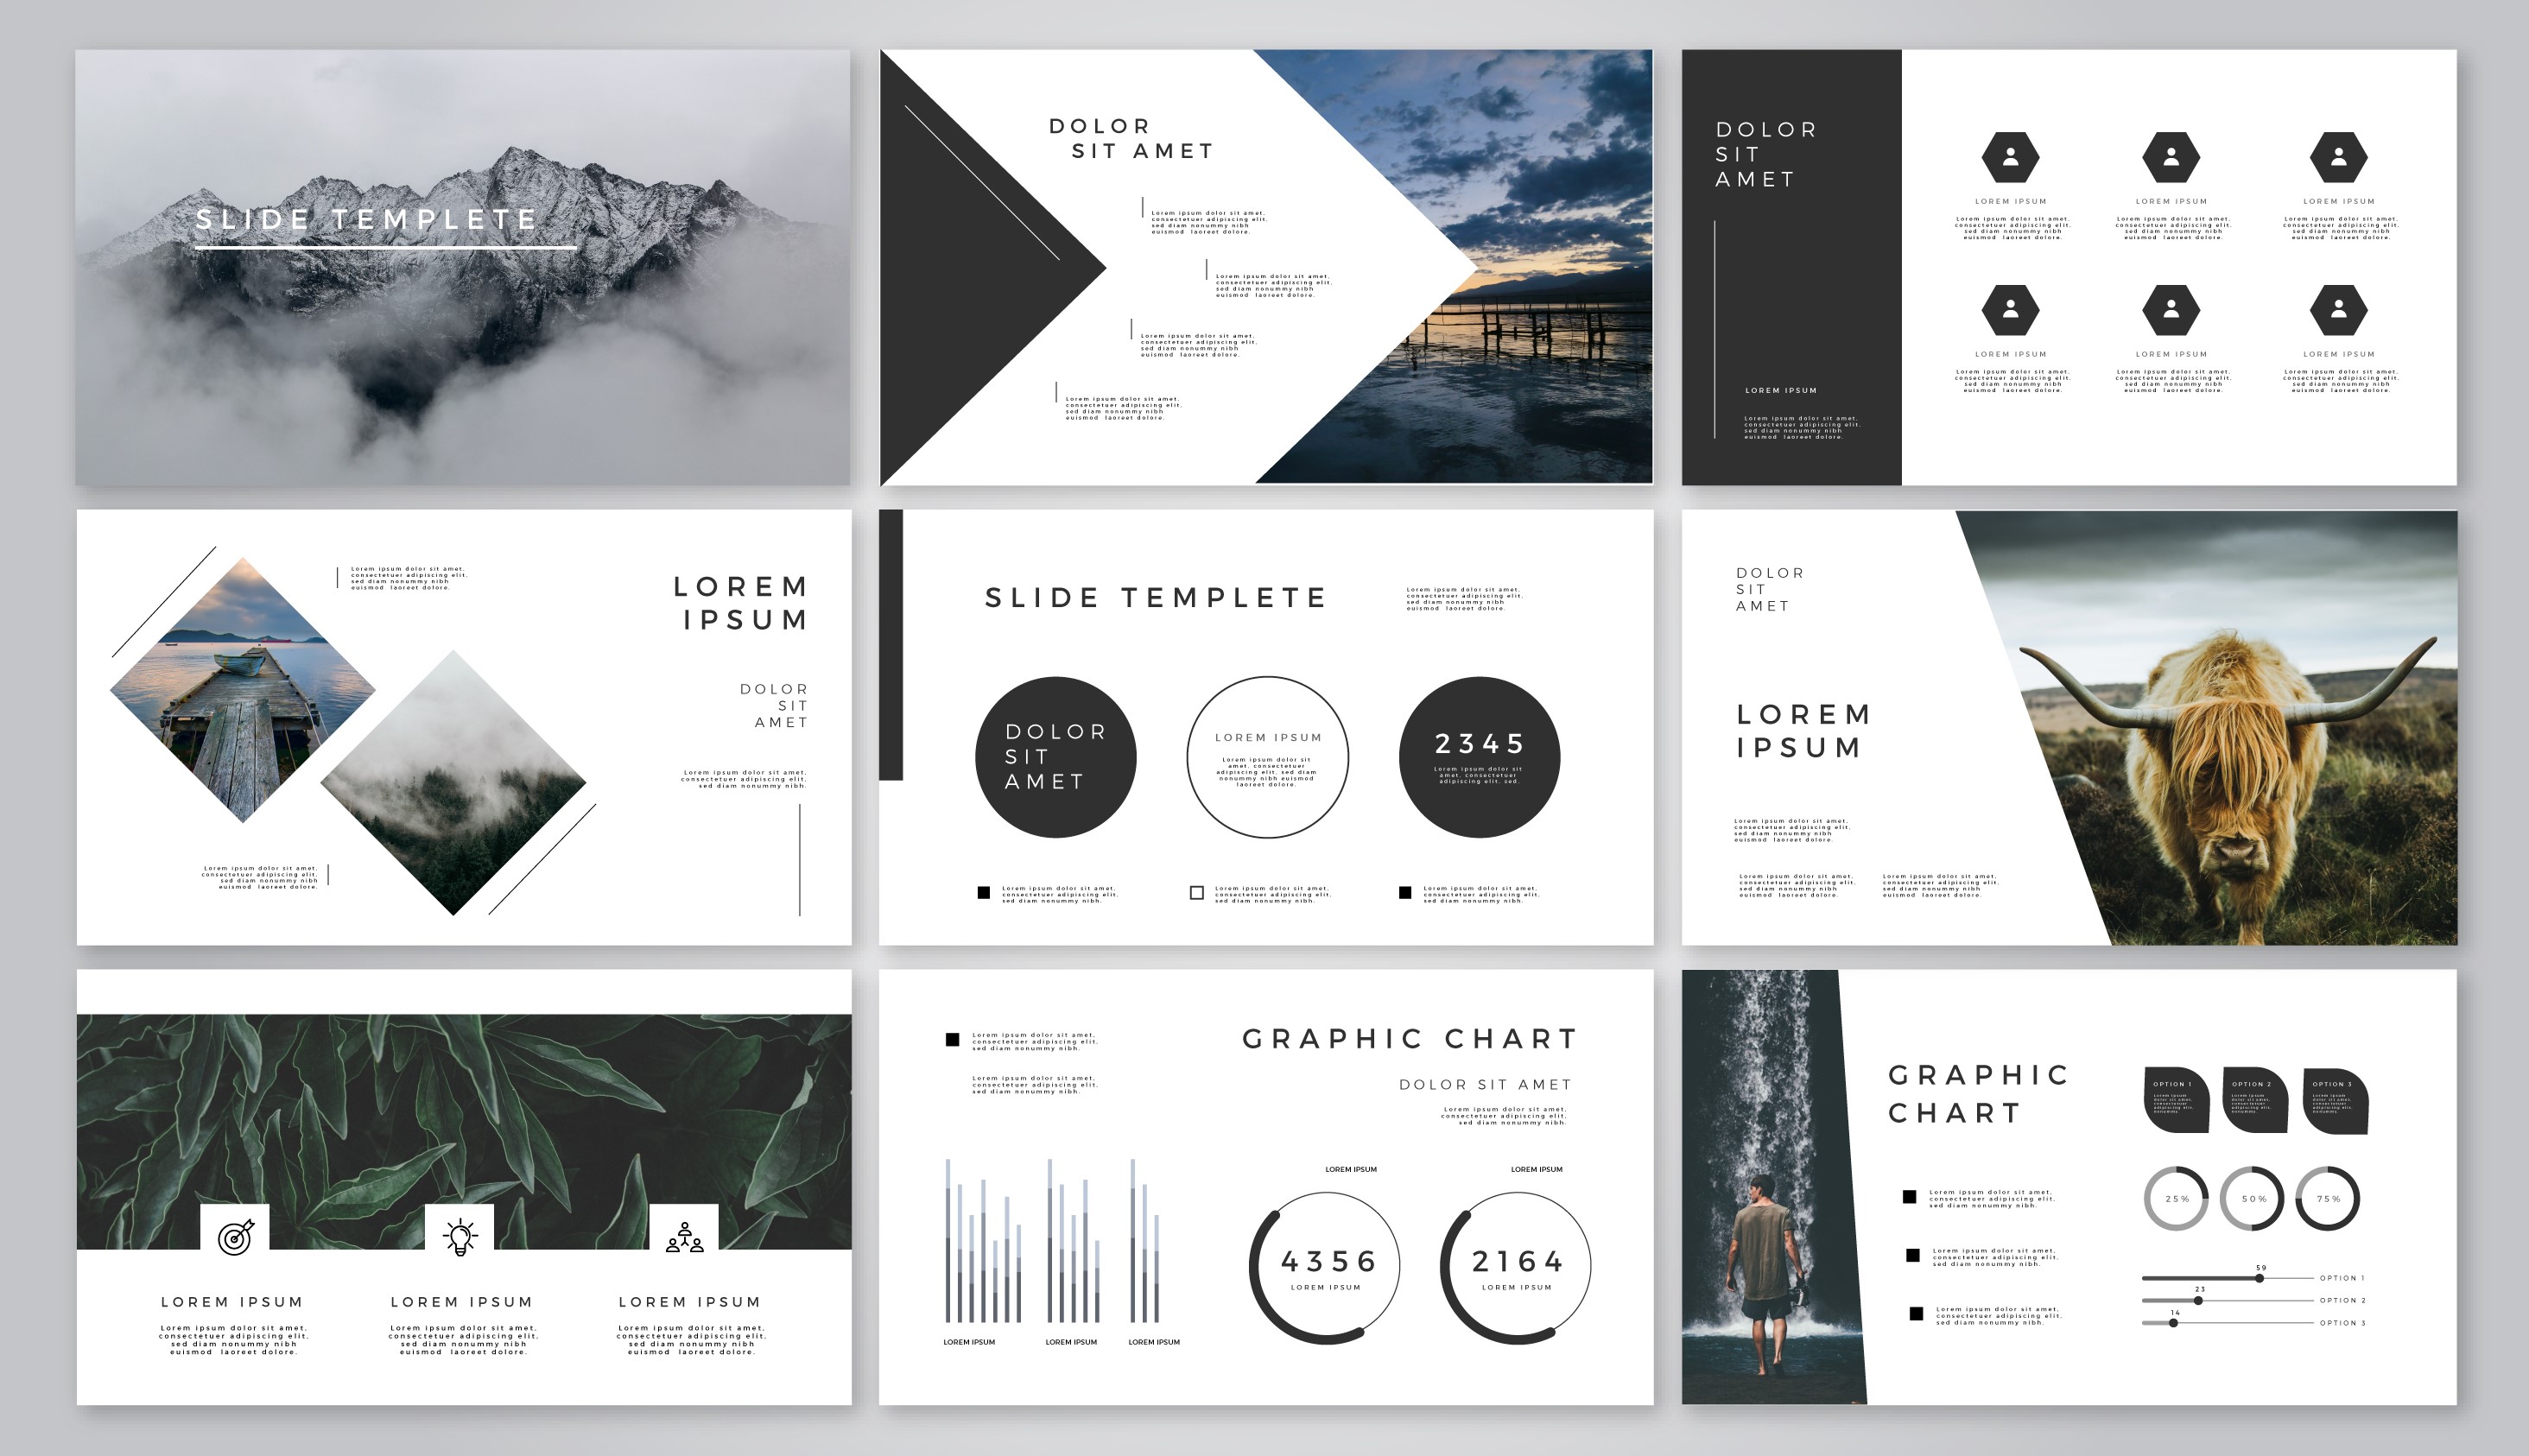 SLIDE TEMPLETE
DOLOR
SIT AMET
Lorem ipsum dolor sit amet,
consectetuer adipiscing elit,
sed diam nonummy nibh
euismod laoreet dolore.
Lorem ipsum dolor sit amet,
consectetuer adipiscing elit,
sed diam nonummy nibh
euismod laoreet dolore.
Lorem ipsum dolor sit amet,
consectetuer adipiscing elit,
sed diam nonummy nibh
euismod laoreet dolore.
Lorem ipsum dolor sit amet,
consectetuer adipiscing elit,
sed diam nonummy nibh
euismod laoreet dolore.
DOLOR
SIT
AMET
LOREM IPSUM
Lorem ipsum dolor sit amet,
consectetuer adipiscing elit,
sed diam nonummy nibh
euismod laoreet dolore.
LOREM IPSUM
Lorem ipsum dolor sit amet,
consectetuer adipiscing elit,
sed diam nonummy nibh
euismod laoreet dolore.
LOREM IPSUM
Lorem ipsum dolor sit amet,
consectetuer adipiscing elit,
sed diam nonummy nibh
euismod laoreet dolore.
LOREM IPSUM
Lorem ipsum dolor sit amet,
consectetuer adipiscing elit,
sed diam nonummy nibh
euismod laoreet dolore.
LOREM IPSUM
Lorem ipsum dolor sit amet,
consectetuer adipiscing elit,
sed diam nonummy nibh
euismod laoreet dolore.
LOREM IPSUM
Lorem ipsum dolor sit amet,
consectetuer adipiscing elit,
sed diam nonummy nibh
euismod laoreet dolore.
LOREM IPSUM
Lorem ipsum dolor sit amet,
consectetuer adipiscing elit,
sed diam nonummy nibh
euismod laoreet dolore.
Lorem ipsum dolor sit amet,
consectetuer adipiscing elit,
sed diam nonummy nibh
euismod laoreet dolore.
LOREM
IPSUM
DOLOR
SIT
AMET
Lorem ipsum dolor sit amet,
consectetuer adipiscing elit,
sed diam nonummy nibh.
Lorem ipsum dolor sit amet,
consectetuer adipiscing elit,
sed diam nonummy nibh
euismod laoreet dolore.
SLIDE TEMPLETE
Lorem ipsum dolor sit amet,
consectetuer adipiscing elit,
sed diam nonummy nibh
euismod laoreet dolore.
DOLOR
SIT
AMET
LOREM IPSUM
Lorem ipsum dolor sit
amet, consectetuer
adipiscing elit, sed diam
nonummy nibh euismod
laoreet dolore.
2345
Lorem ipsum dolor sit
amet, consectetuer
adipiscing elit, sed.
Lorem ipsum dolor sit amet,
consectetuer adipiscing elit,
sed diam nonummy nibh.
Lorem ipsum dolor sit amet,
consectetuer adipiscing elit,
sed diam nonummy nibh.
Lorem ipsum dolor sit amet,
consectetuer adipiscing elit,
sed diam nonummy nibh.
DOLOR
SIT
AMET
LOREM
IPSUM
Lorem ipsum dolor sit amet,
consectetuer adipiscing elit,
sed diam nonummy nibh
euismod laoreet dolore.
Lorem ipsum dolor sit amet,
consectetuer adipiscing elit,
sed diam nonummy nibh
euismod laoreet dolore.
Lorem ipsum dolor sit amet,
consectetuer adipiscing elit,
sed diam nonummy nibh
euismod laoreet dolore.
LOREM IPSUM
Lorem ipsum dolor sit amet,
consectetuer adipiscing elit,
sed diam nonummy nibh
euismod laoreet dolore.
LOREM IPSUM
Lorem ipsum dolor sit amet,
consectetuer adipiscing elit,
sed diam nonummy nibh
euismod laoreet dolore.
LOREM IPSUM
Lorem ipsum dolor sit amet,
consectetuer adipiscing elit,
sed diam nonummy nibh
euismod laoreet dolore.
Lorem ipsum dolor sit amet,
consectetuer adipiscing elit,
sed diam nonummy nibh.
Lorem ipsum dolor sit amet,
consectetuer adipiscing elit,
sed diam nonummy nibh.
GRAPHIC CHART
DOLOR SIT AMET
Lorem ipsum dolor sit amet,
consectetuer adipiscing elit,
sed diam nonummy nibh.
LOREM IPSUM
LOREM IPSUM
LOREM IPSUM
LOREM IPSUM
4356
LOREM IPSUM
LOREM IPSUM
2164
LOREM IPSUM
GRAPHIC
CHART
Lorem ipsum dolor sit amet,
consectetuer adipiscing elit,
sed diam nonummy nibh.
Lorem ipsum dolor sit amet,
consectetuer adipiscing elit,
sed diam nonummy nibh.
Lorem ipsum dolor sit amet,
consectetuer adipiscing elit,
sed diam nonummy nibh.
OPTION 1
Lorem ipsum
dolor sit amet,
consectetuer
adipiscing elit,
nonummy
OPTION 2
Lorem ipsum
dolor sit amet,
consectetuer
adipiscing elit,
nonummy
OPTION 3
Lorem ipsum
dolor sit amet,
consectetuer
adipiscing elit,
nonummy
25%
50%
75%
59
OPTION 1
23
OPTION 2
14
OPTION 3